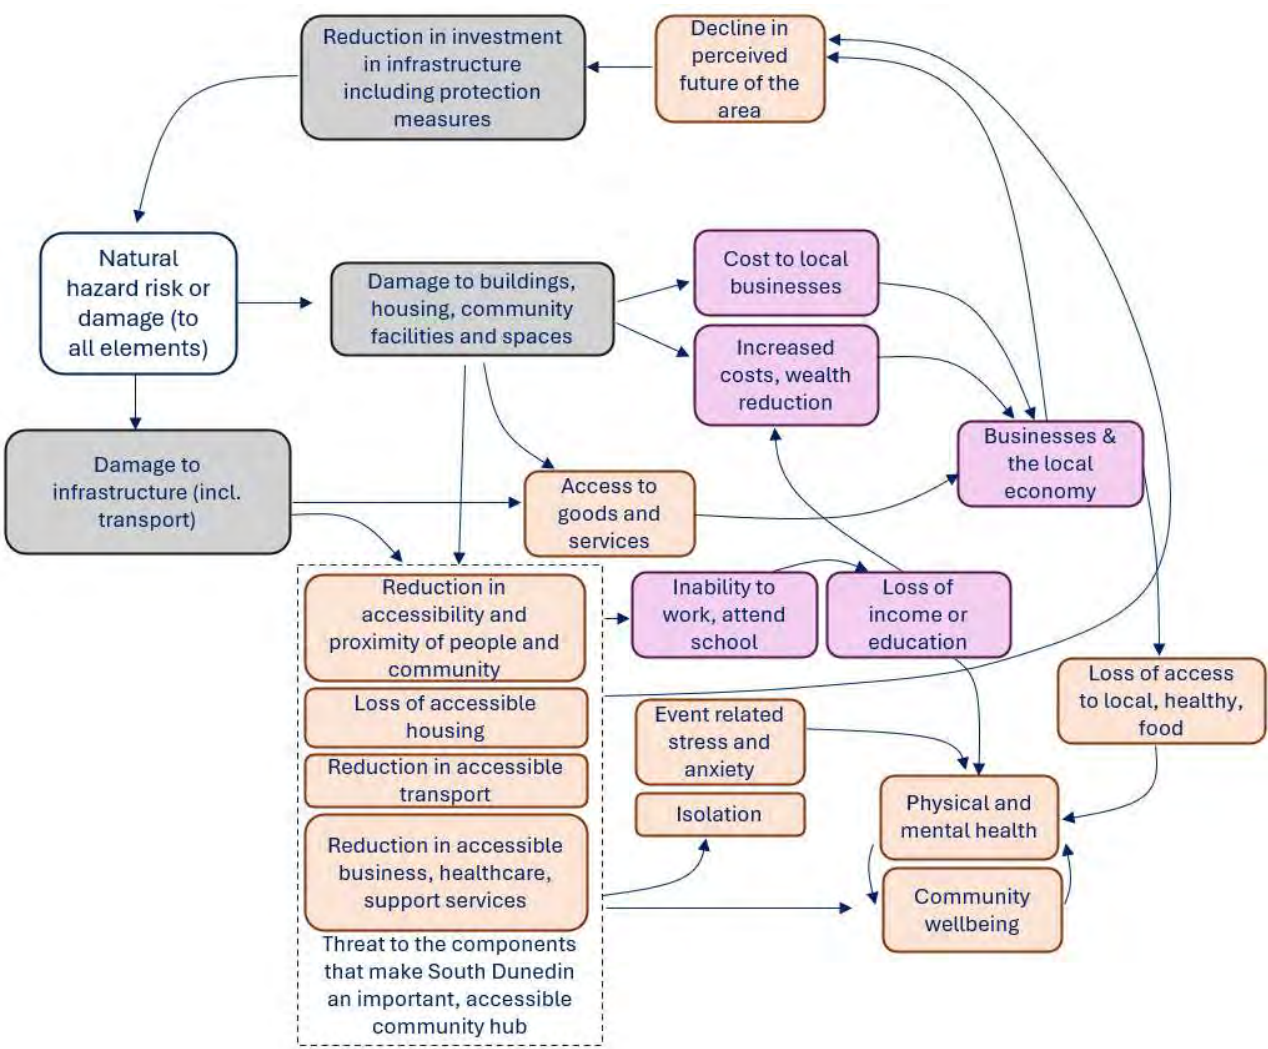 Reduction in investment
in infrastructure
including protection
measures
Decline in
perceived
future of the
area
Natural
hazard risk or
damage (to
all elements)
Damage to buildings,
housing, community
facilities and spaces
Cost to local
businesses
Increased
costs, wealth
reduction
Businesses &
the local
economy
Damage to
infrastructure (incl.
transport)
Access to
goods and
services
Reduction in
accessibility and
proximity of people and
community
Inability to
work, attend
school
Loss of
income or
education
Loss of access
to local, healthy,
food
Loss of accessible
housing
Event related
stress and
anxiety
Reduction in accessible
transport
Isolation
Physical and
mental health
Reduction in accessible
business, healthcare,
support services
Community
wellbeing
Threat to the components
that make South Dunedin
an important, accessible
community hub